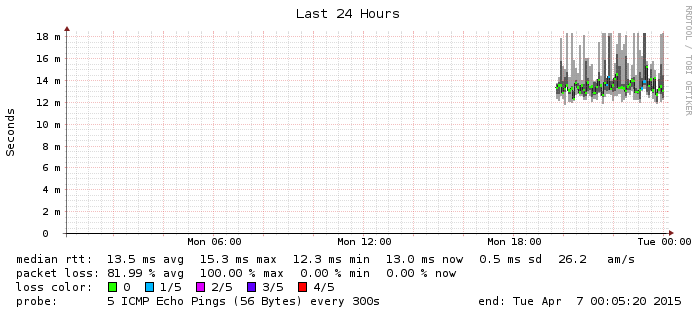 Last 24 Hours
RRDTOOL / TOBI OETIKER
Seconds
18 m
16 m
14 m
12 m
10 m
8 m
6 m
4 m
2 m
0
Mon 06:00 Mon 12:00 Mon 18:00 Tue 00:00
median rtt: 13.5 ms avg 15.3 ms max 12.3 ms min 13.0 ms now 0.5 ms sd 26.2 am/s
packet loss: 81.99 % avg 100.00 % max 0.00 % min 0.00 % now
loss color: 0 1/5 2/5 3/5 4/5
probe: 5 ICMP Echo Pings (56 Bytes) every 300s end: Tue Apr 7 00:05:20 2015